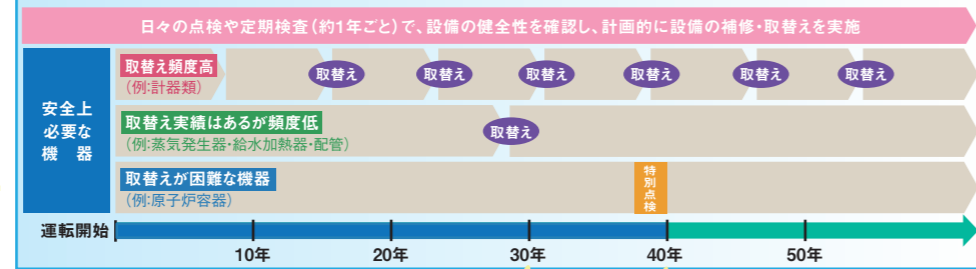 日々の点検や定期検査(約1年ごと)で、設備の健全性を確認し、計画的に設備の補修・取替えを実施
安全上
必要な
機 器
取替え頻度高
(例:計器類)
取替え 取替え 取替え 取替え 取替え 取替え
取替え実績はあるが頻度低
(例:蒸気発生器・給水加熱器・配管)
取替え
取替えが困難な機器
(例:原子炉容器)
特別点検
運転開始
10年 20年 30年 40年 50年